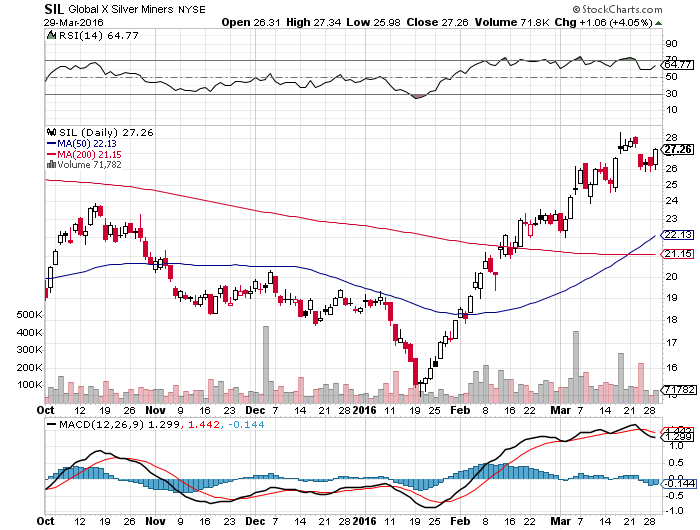 SIL Global X Silver Miners NYSE © StockCharts.com
29-Mar-2016 Open 26.31 High 27.34 Low 25.98 Close 27.26 Volume 71.8K Chg +1.06 (+4.05%)
RSI(14) 64.77
90
70
64.77
50
30
10
SIL (Daily) 27.26
MA(50) 22.13
MA(200) 21.15
Volume 71,782
28
27.26
26
25
24
23
22.13
21.15
20
19
500K
18
400K
300K
17
200K
16
100K
71782
Oct 5 12 19 26 Nov 9 16 23 Dec 7 14 21 28 2016 11 19 25 Feb 8 16 22 Mar 7 14 21 28
MACD(12,26,9) 1.299, 1.442, -0.144
1.299
1.0
0.5
0.0
-0.144
-0.5
-1.0
Oct 5 12 19 26 Nov 9 16 23 Dec 7 14 21 28 2016 11 19 25 Feb 8 16 22 Mar 7 14 21 28